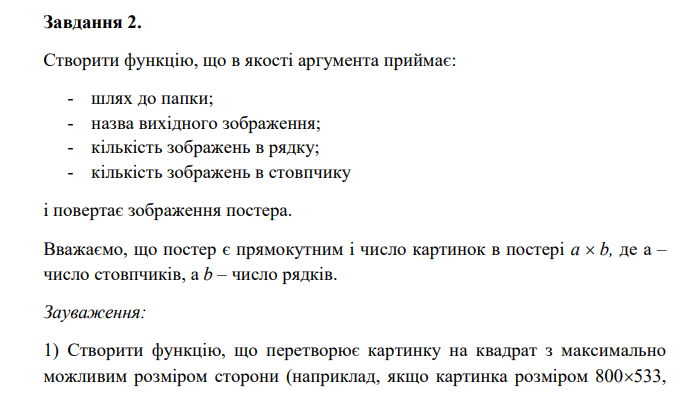 Завдання 2.
Створити функцію, що в якості аргумента приймає:
- шлях до папки;
- назва вихідного зображення;
- кількість зображень в рядку;
- кількість зображень в стовпчику
і повертає зображення постера.
Вважаємо, що постер є прямокутним і число картинок в постері a × b, де а –
число стовпчиків, а b – число рядків.
Зауваження:
1) Створити функцію, що перетворює картинку на квадрат з максимально
можливим розміром сторони (наприклад, якщо картинка розміром 800×533,